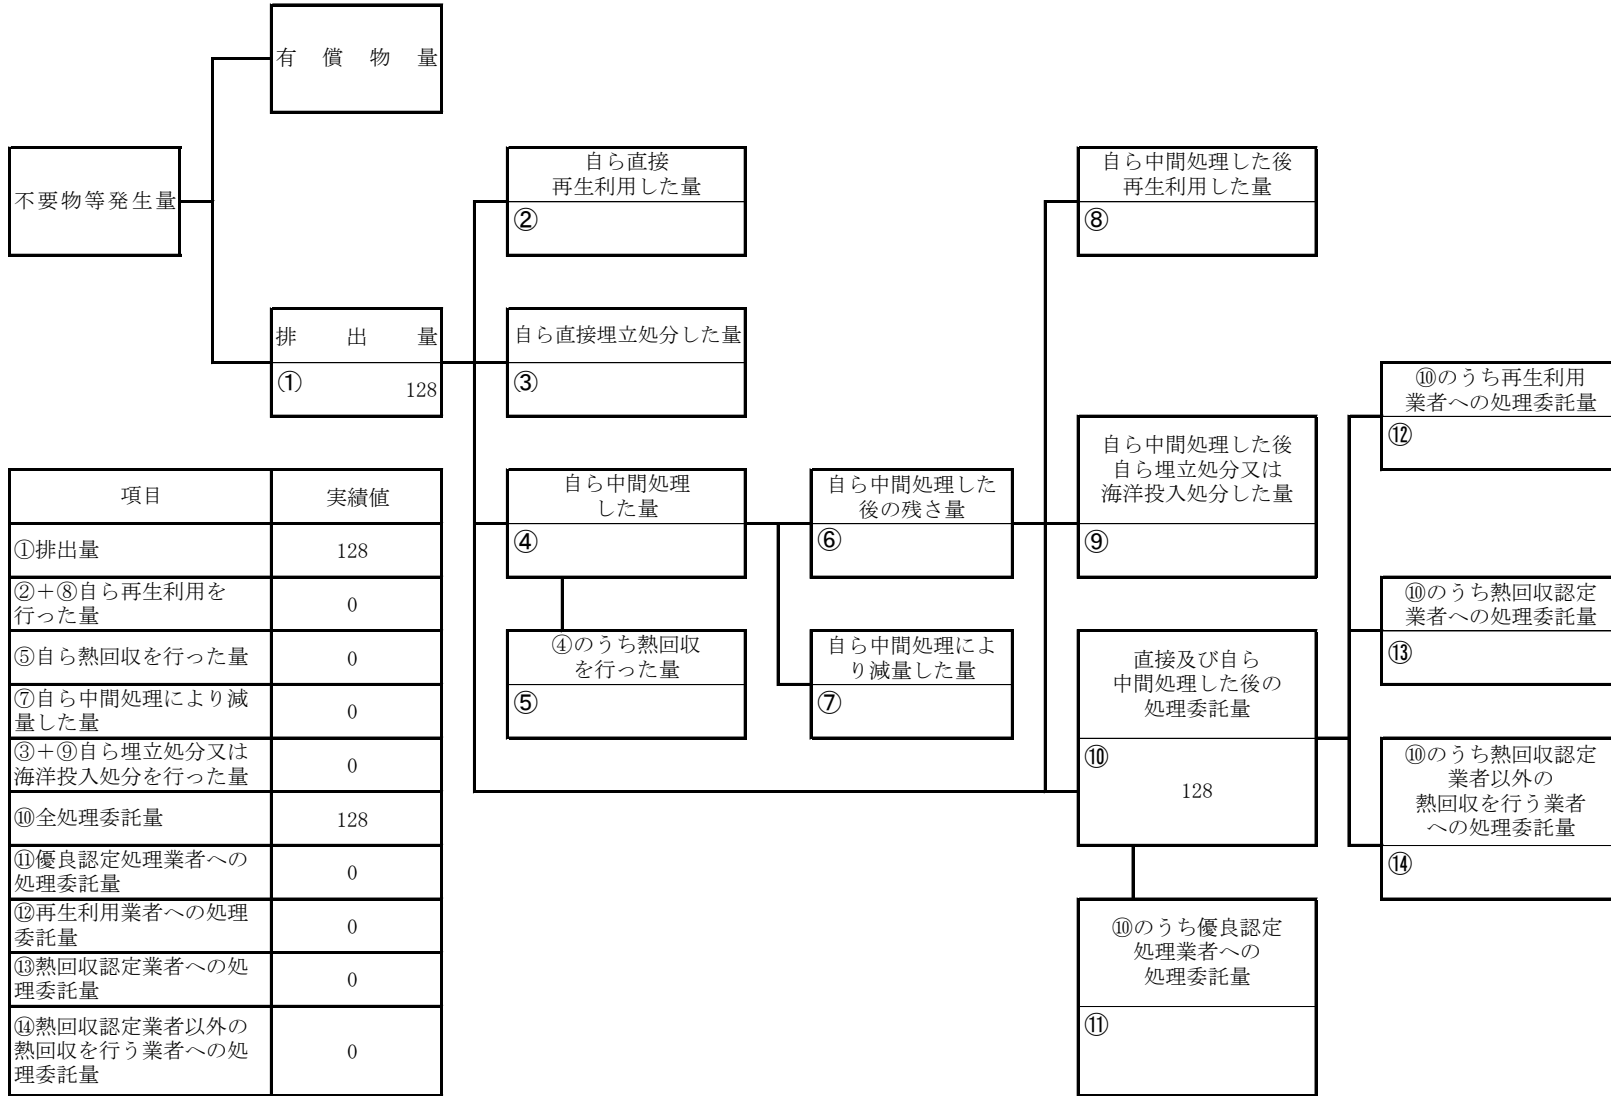 有償物量
不要物等発生量
排出量
①
128
自ら直接
再生利用した量
②
自ら直接埋立処分した量
③
自ら中間処理
した量
④
④のうち熱回収
を行った量
⑤
自ら中間処理した
後の残さ量
⑥
自ら中間処理によ
り減量した量
⑦
自ら中間処理した後
再生利用した量
⑧
自ら中間処理した後
自ら埋立処分又は
海洋投入処分した量
⑨
直接及び自ら
中間処理した後の
処理委託量
⑩
128
⑩のうち優良認定
処理業者への
処理委託量
⑪
⑩のうち再生利用
業者への処理委託量
⑫
⑩のうち熱回収認定
業者への処理委託量
⑬
⑩のうち熱回収認定
業者以外の
熱回収を行う業者
への処理委託量
⑭
項目 実績値
①排出量 128
②+⑧自ら再生利用を
行った量
0
⑤自ら熱回収を行った量 0
⑦自ら中間処理により減
量した量
0
③+⑨自ら埋立処分又は
海洋投入処分を行った量
0
⑩全処理委託量 128
⑪優良認定処理業者への
処理委託量
0
⑫再生利用業者への処理
委託量
0
⑬熱回収認定業者への処
理委託量
0
⑭熱回収認定業者以外の
熱回収を行う業者への処
理委託量
0